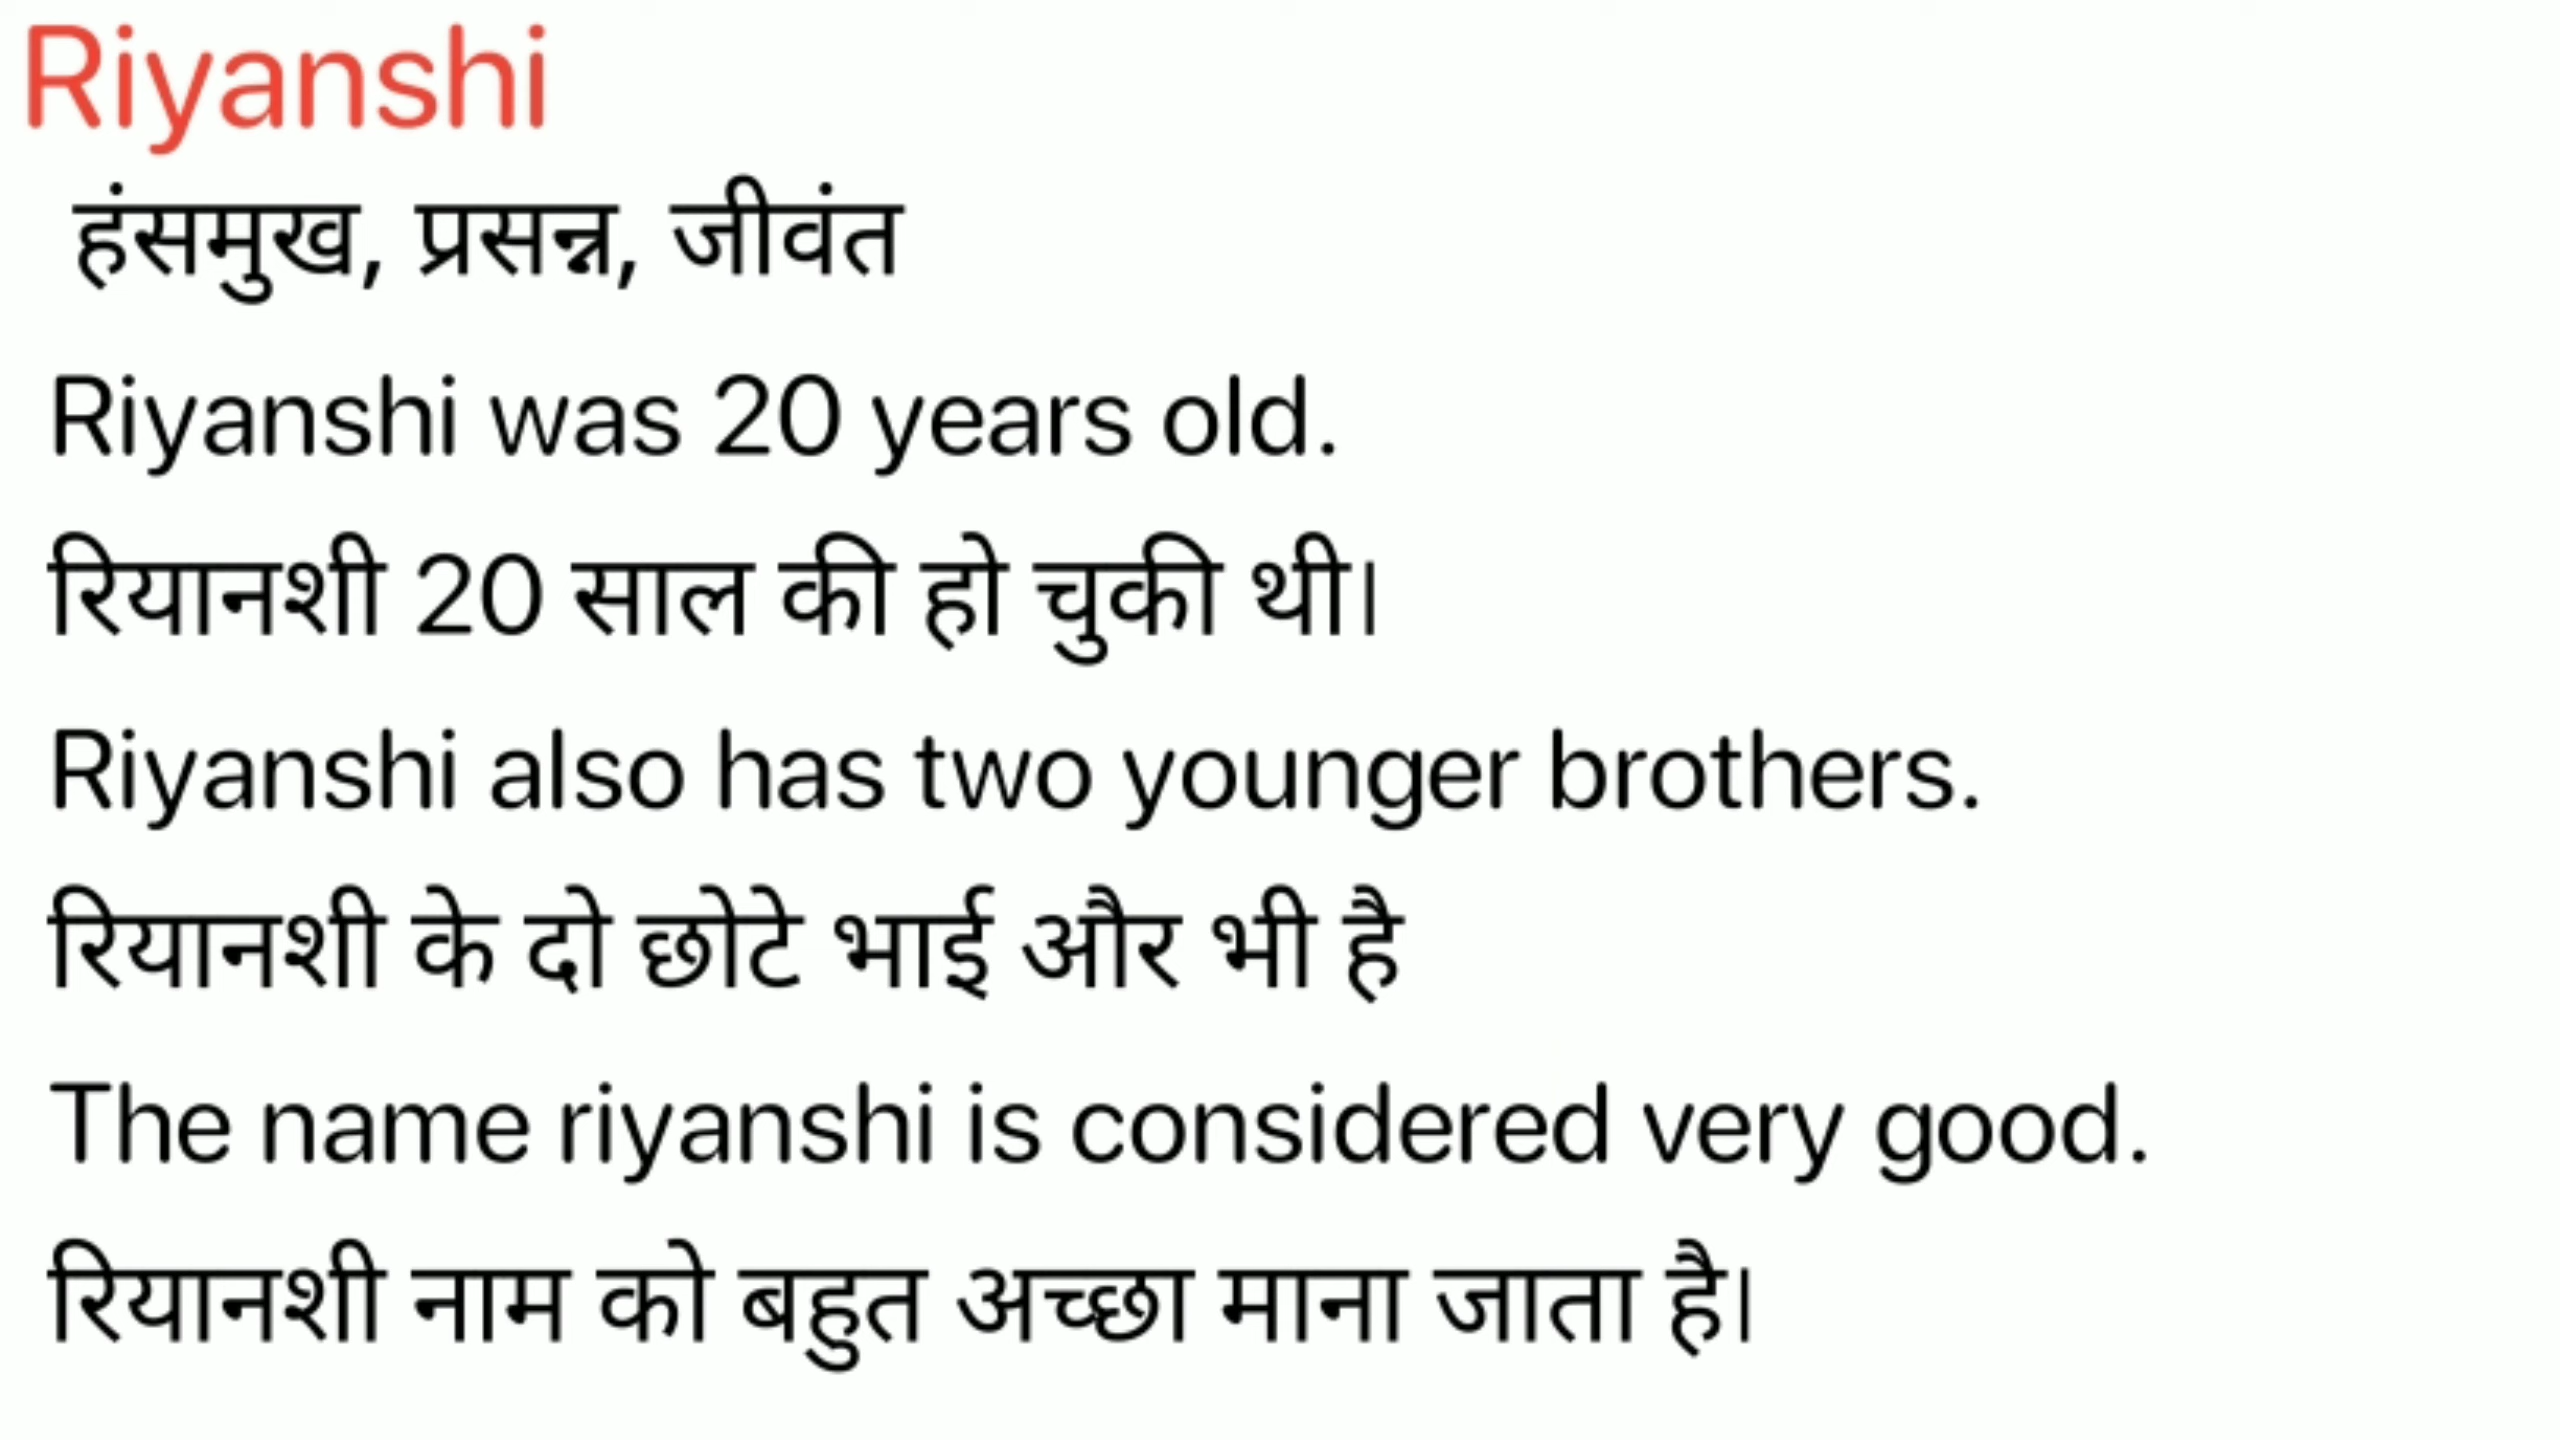 Riyanshi
हंसमुख, प्रसन्न, जीवंत
Riyanshi was 20 years old.
रियानशी 20 साल की हो चुकी थी।
Riyanshi also has two younger brothers.
रियानशी के दो छोटे भाई और भी है
The name riyanshi is considered very good.
रियानशी नाम को बहुत अच्छा माना जाता है।